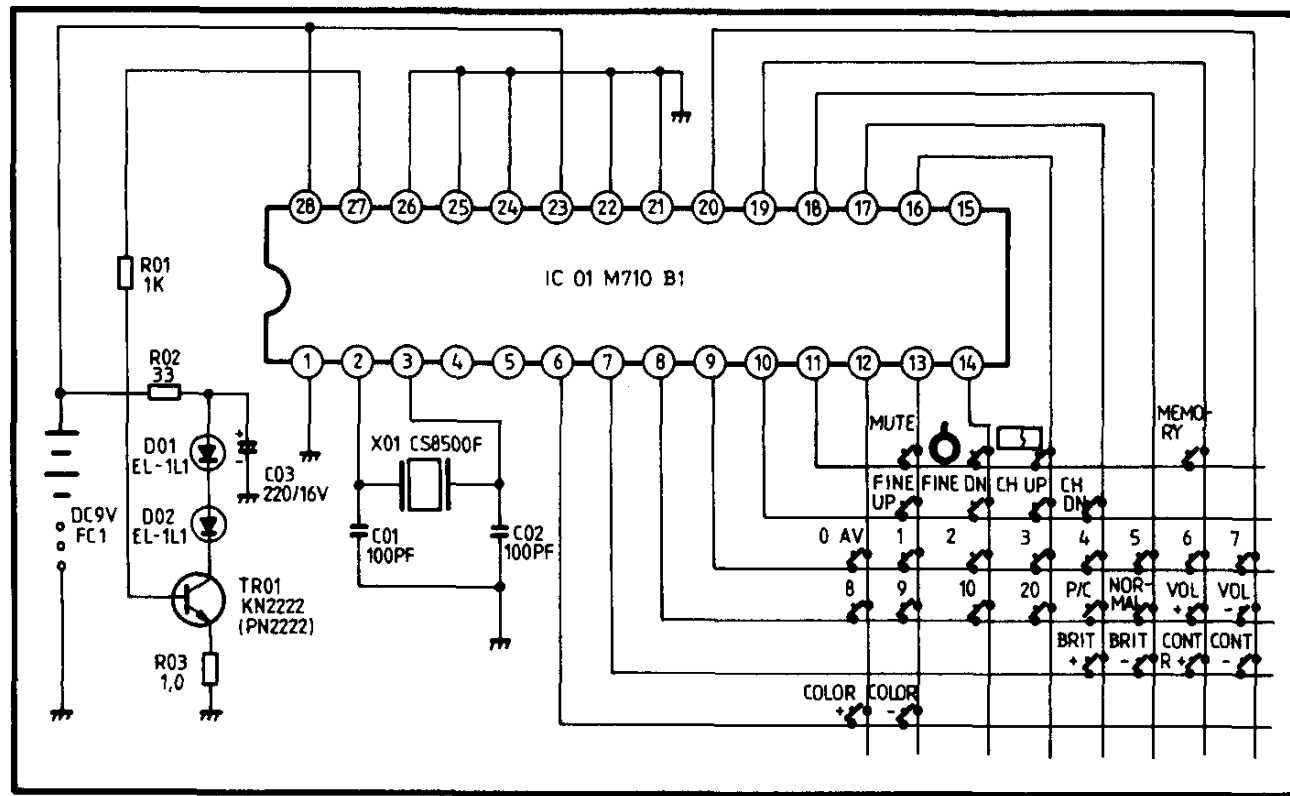 28 27 26 25 24 23 22 21 20 19 18 17 16 15
R01
1K
IC 01 M710 B1
1 2 3 4 5 6 7 8 9 10 11 12 13 14
R02
33
D01
EL-1L1
+
-
C03
220/16V
X01 CS8500F
D02
EL-1L1
DC9V
FC1
C01
100PF
C02
100PF
TR01
KN2222
(PN2222)
R03
1,0
MUTE
MEMO-
RY
FINE
UP
FINE DN
CH UP
CH
DN
0 AV 1 2 3 4 5 6 7
8 9 10 20 P/C NOR-
MAL
VOL
+
VOL
-
BRIT
+
BRIT
-
CONT
R +
CONT
-
COLOR
+
COLOR
-